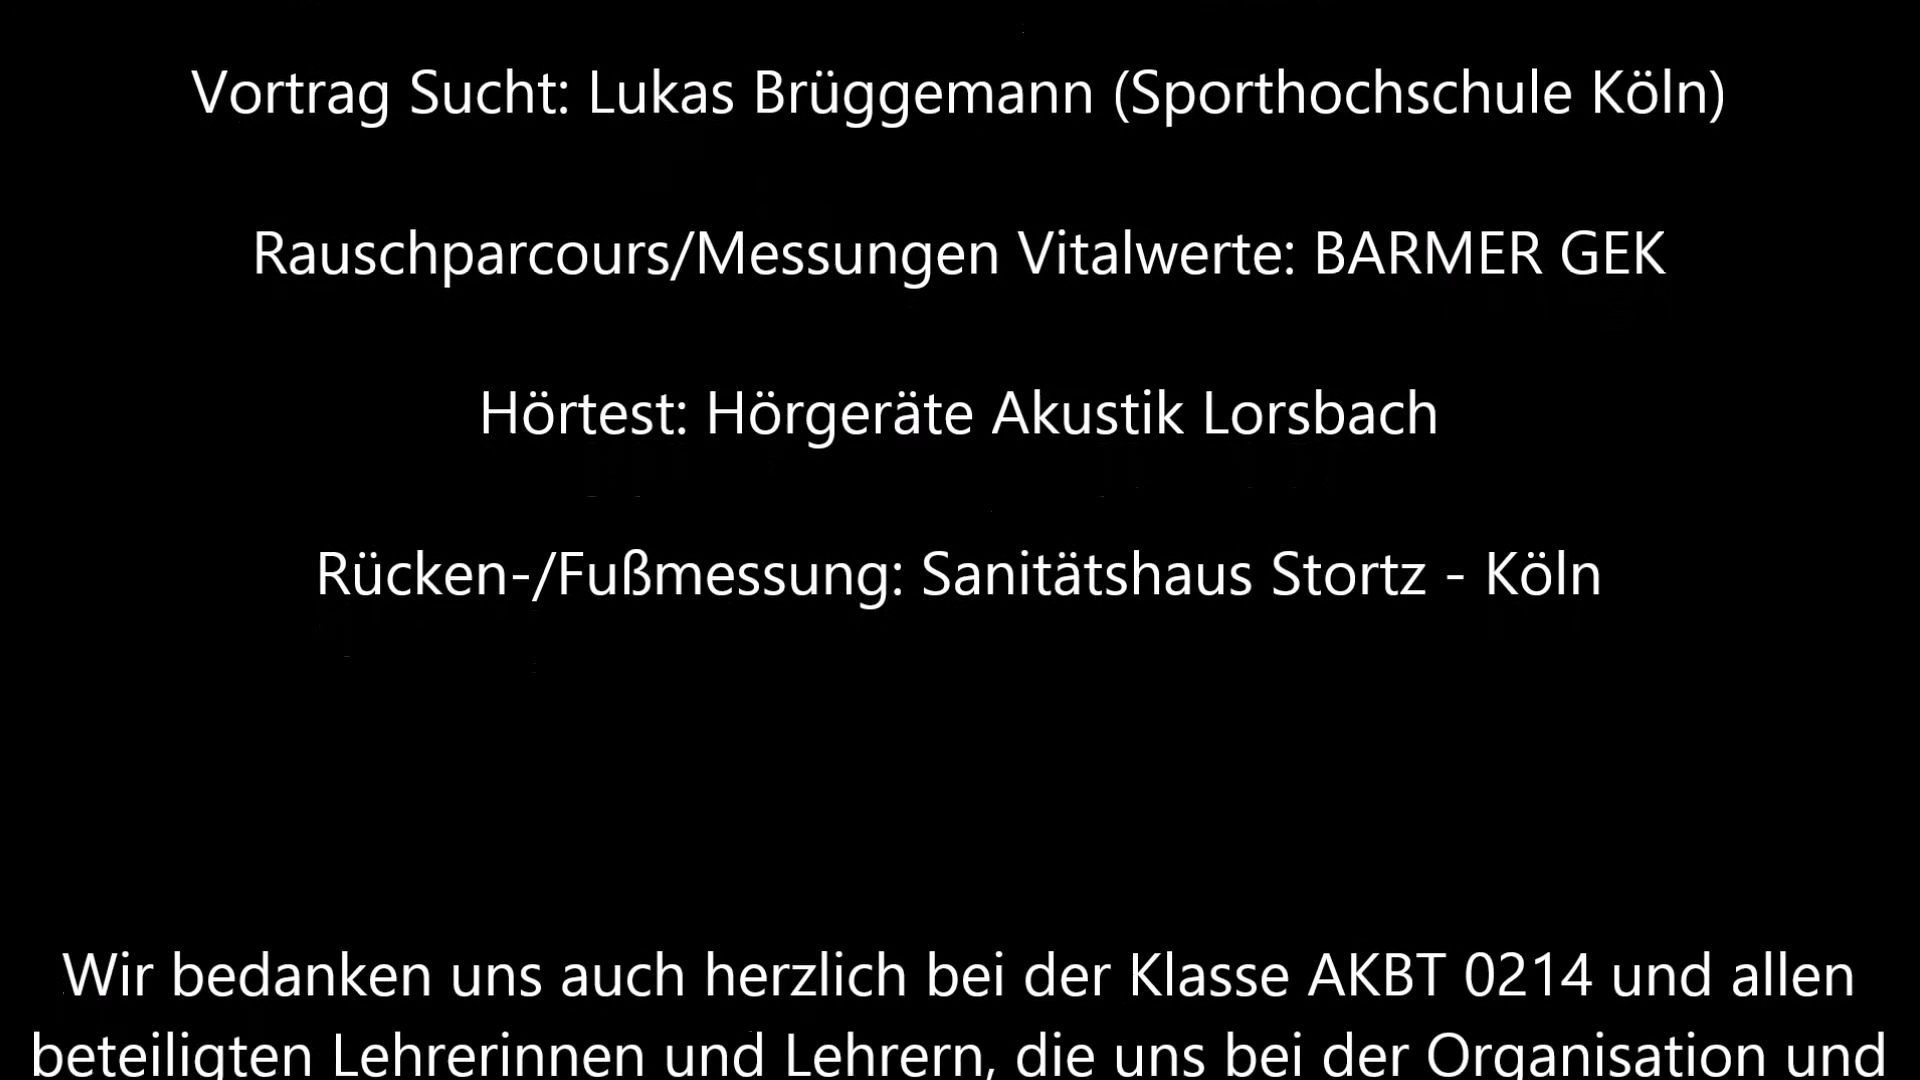 Vortrag Sucht: Lukas Brüggemann (Sporthochschule Köln)
Rauschparcours/Messungen Vitalwerte: BARMER GEK
Hörtest: Hörgeräte Akustik Lorsbach
Rücken-/Fußmessung: Sanitätshaus Stortz - Köln
Wir bedanken uns auch herzlich bei der Klasse AKBT 0214 und allen
beteiligten Lehrerinnen und Lehrern, die uns bei der Organisation und